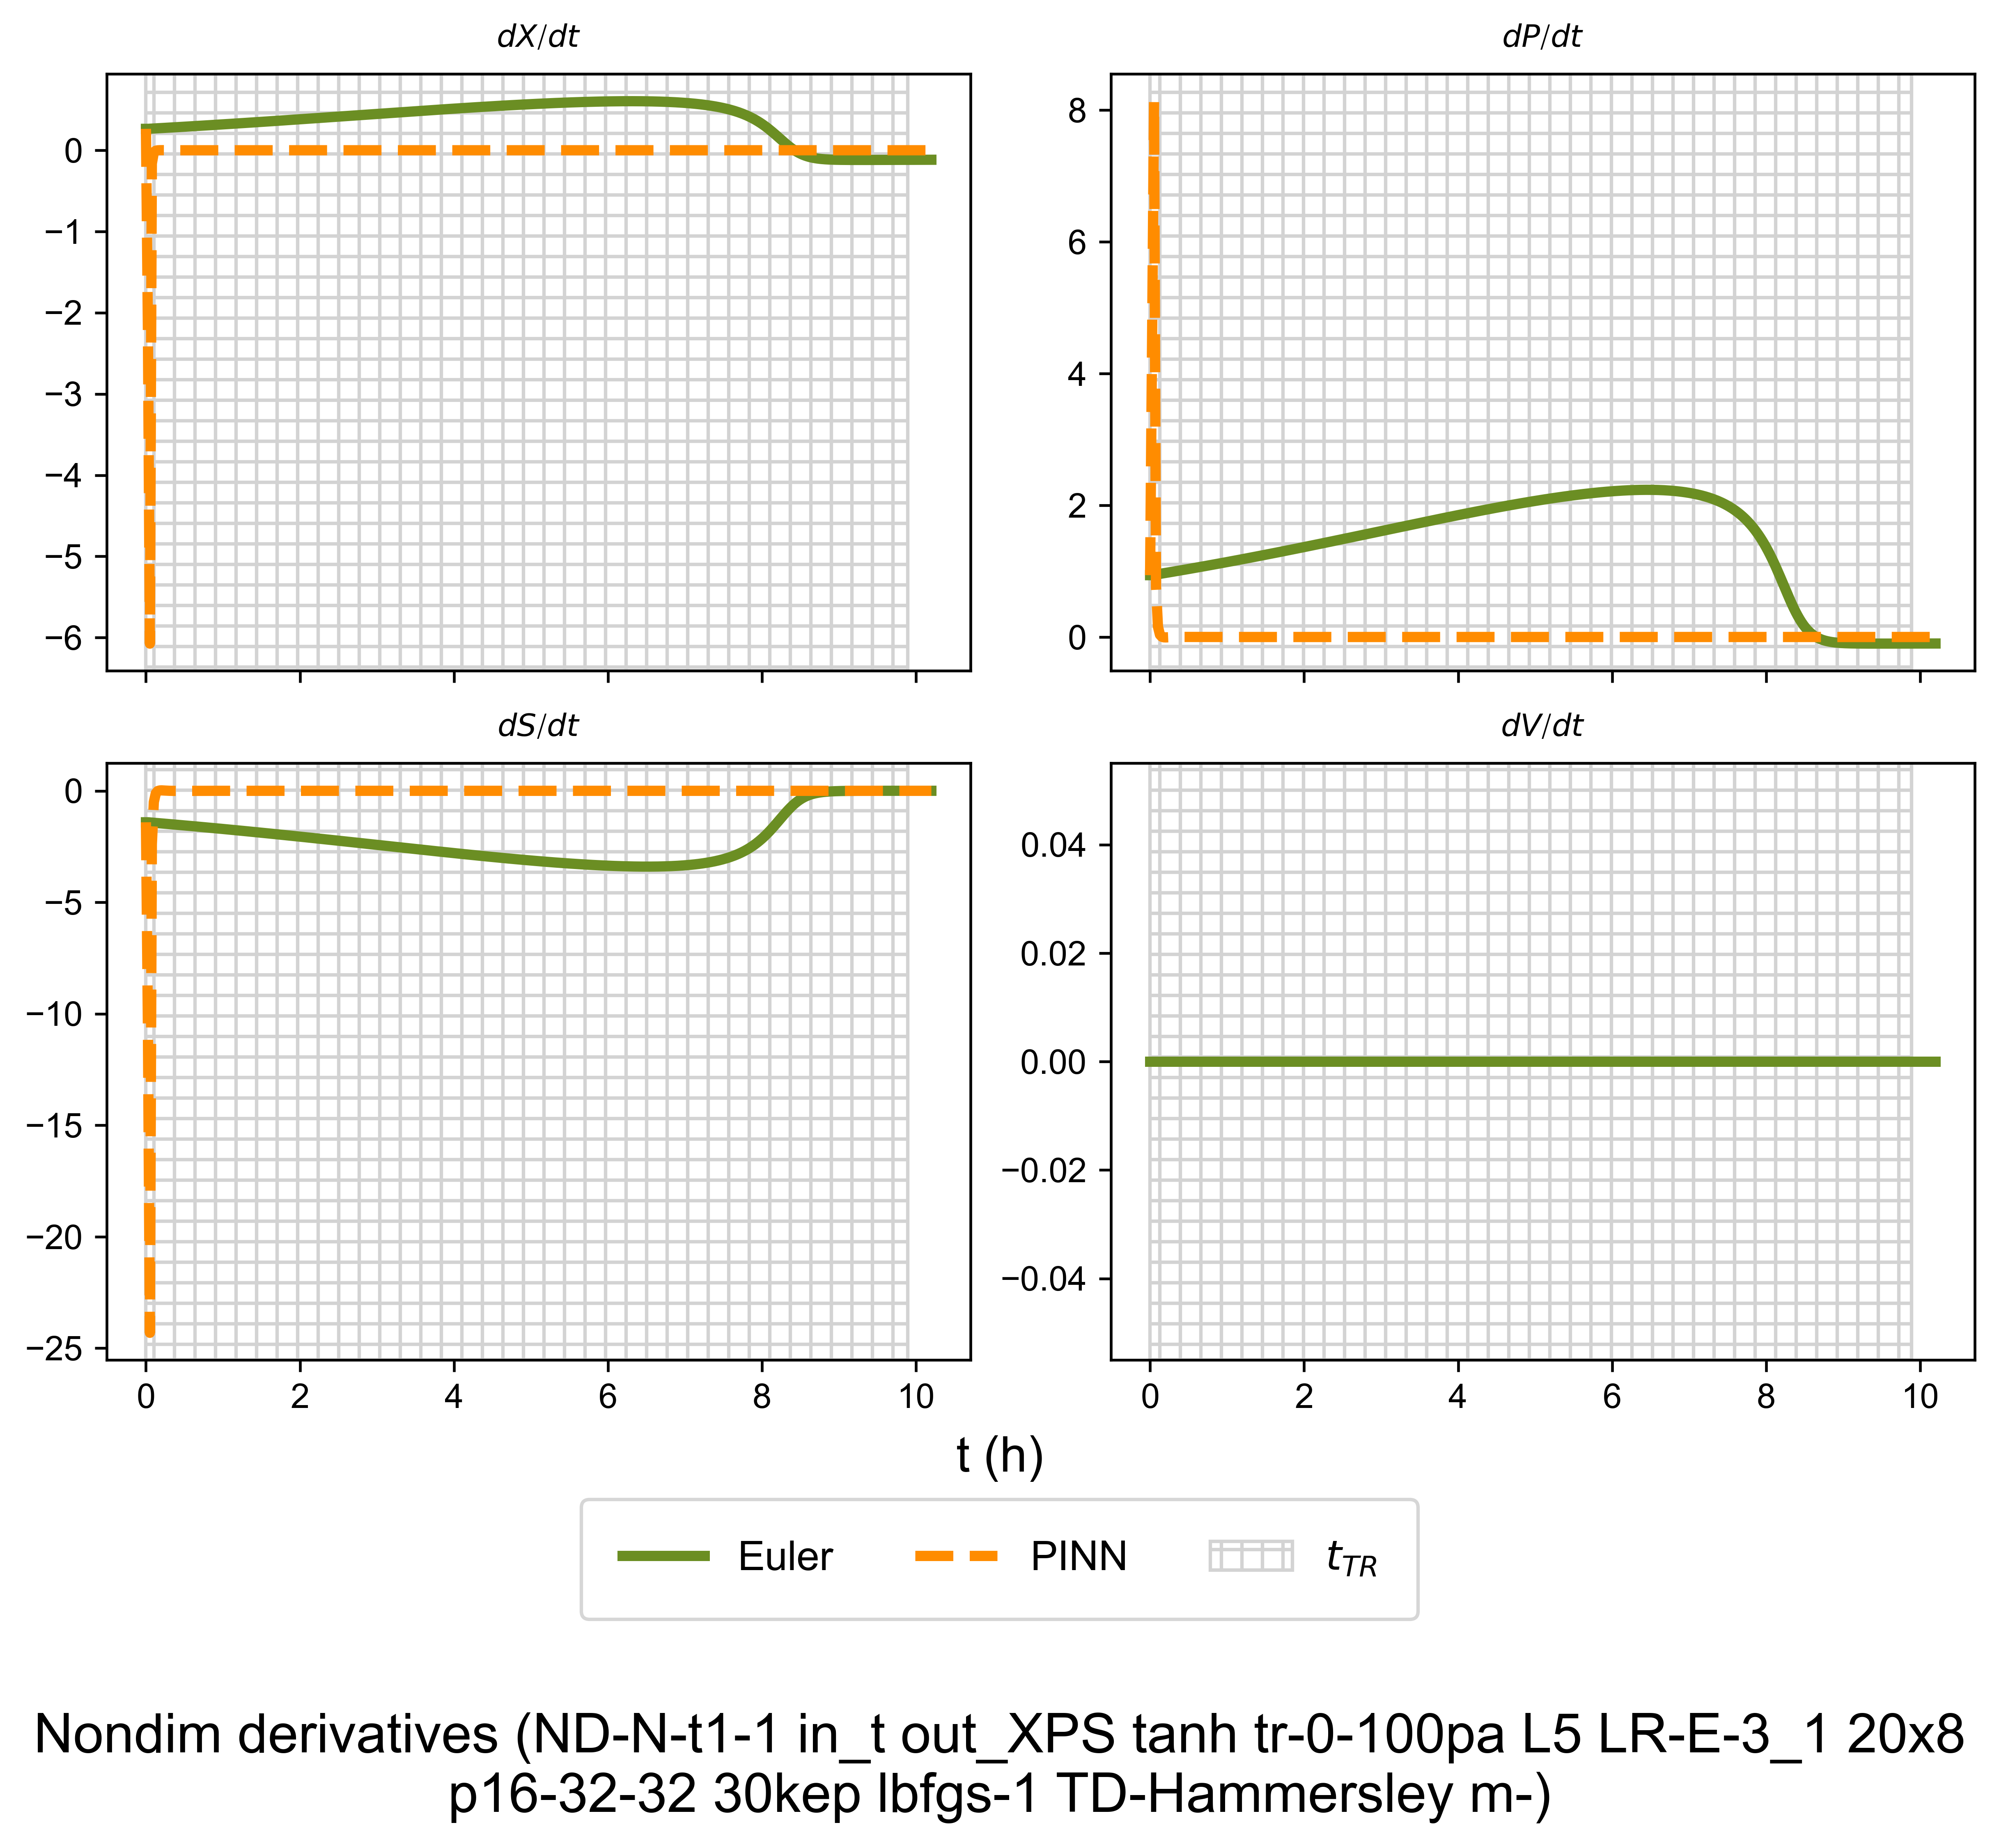 dX/dt
dP/dt
0
−1
−2
−3
−4
−5
−6
8
6
4
2
0
dS/dt
dV/dt
0
−5
−10
−15
−20
−25
0.04
0.02
0.00
−0.02
−0.04
0 2 4 6 8 10
0 2 4 6 8 10
t (h)
Euler PINN t_TR
Nondim derivatives (ND-N-t1-1 in_t out_XPS tanh tr-0-100pa L5 LR-E-3_1 20x8
p16-32-32 30kep lbfgs-1 TD-Hammersley m-)